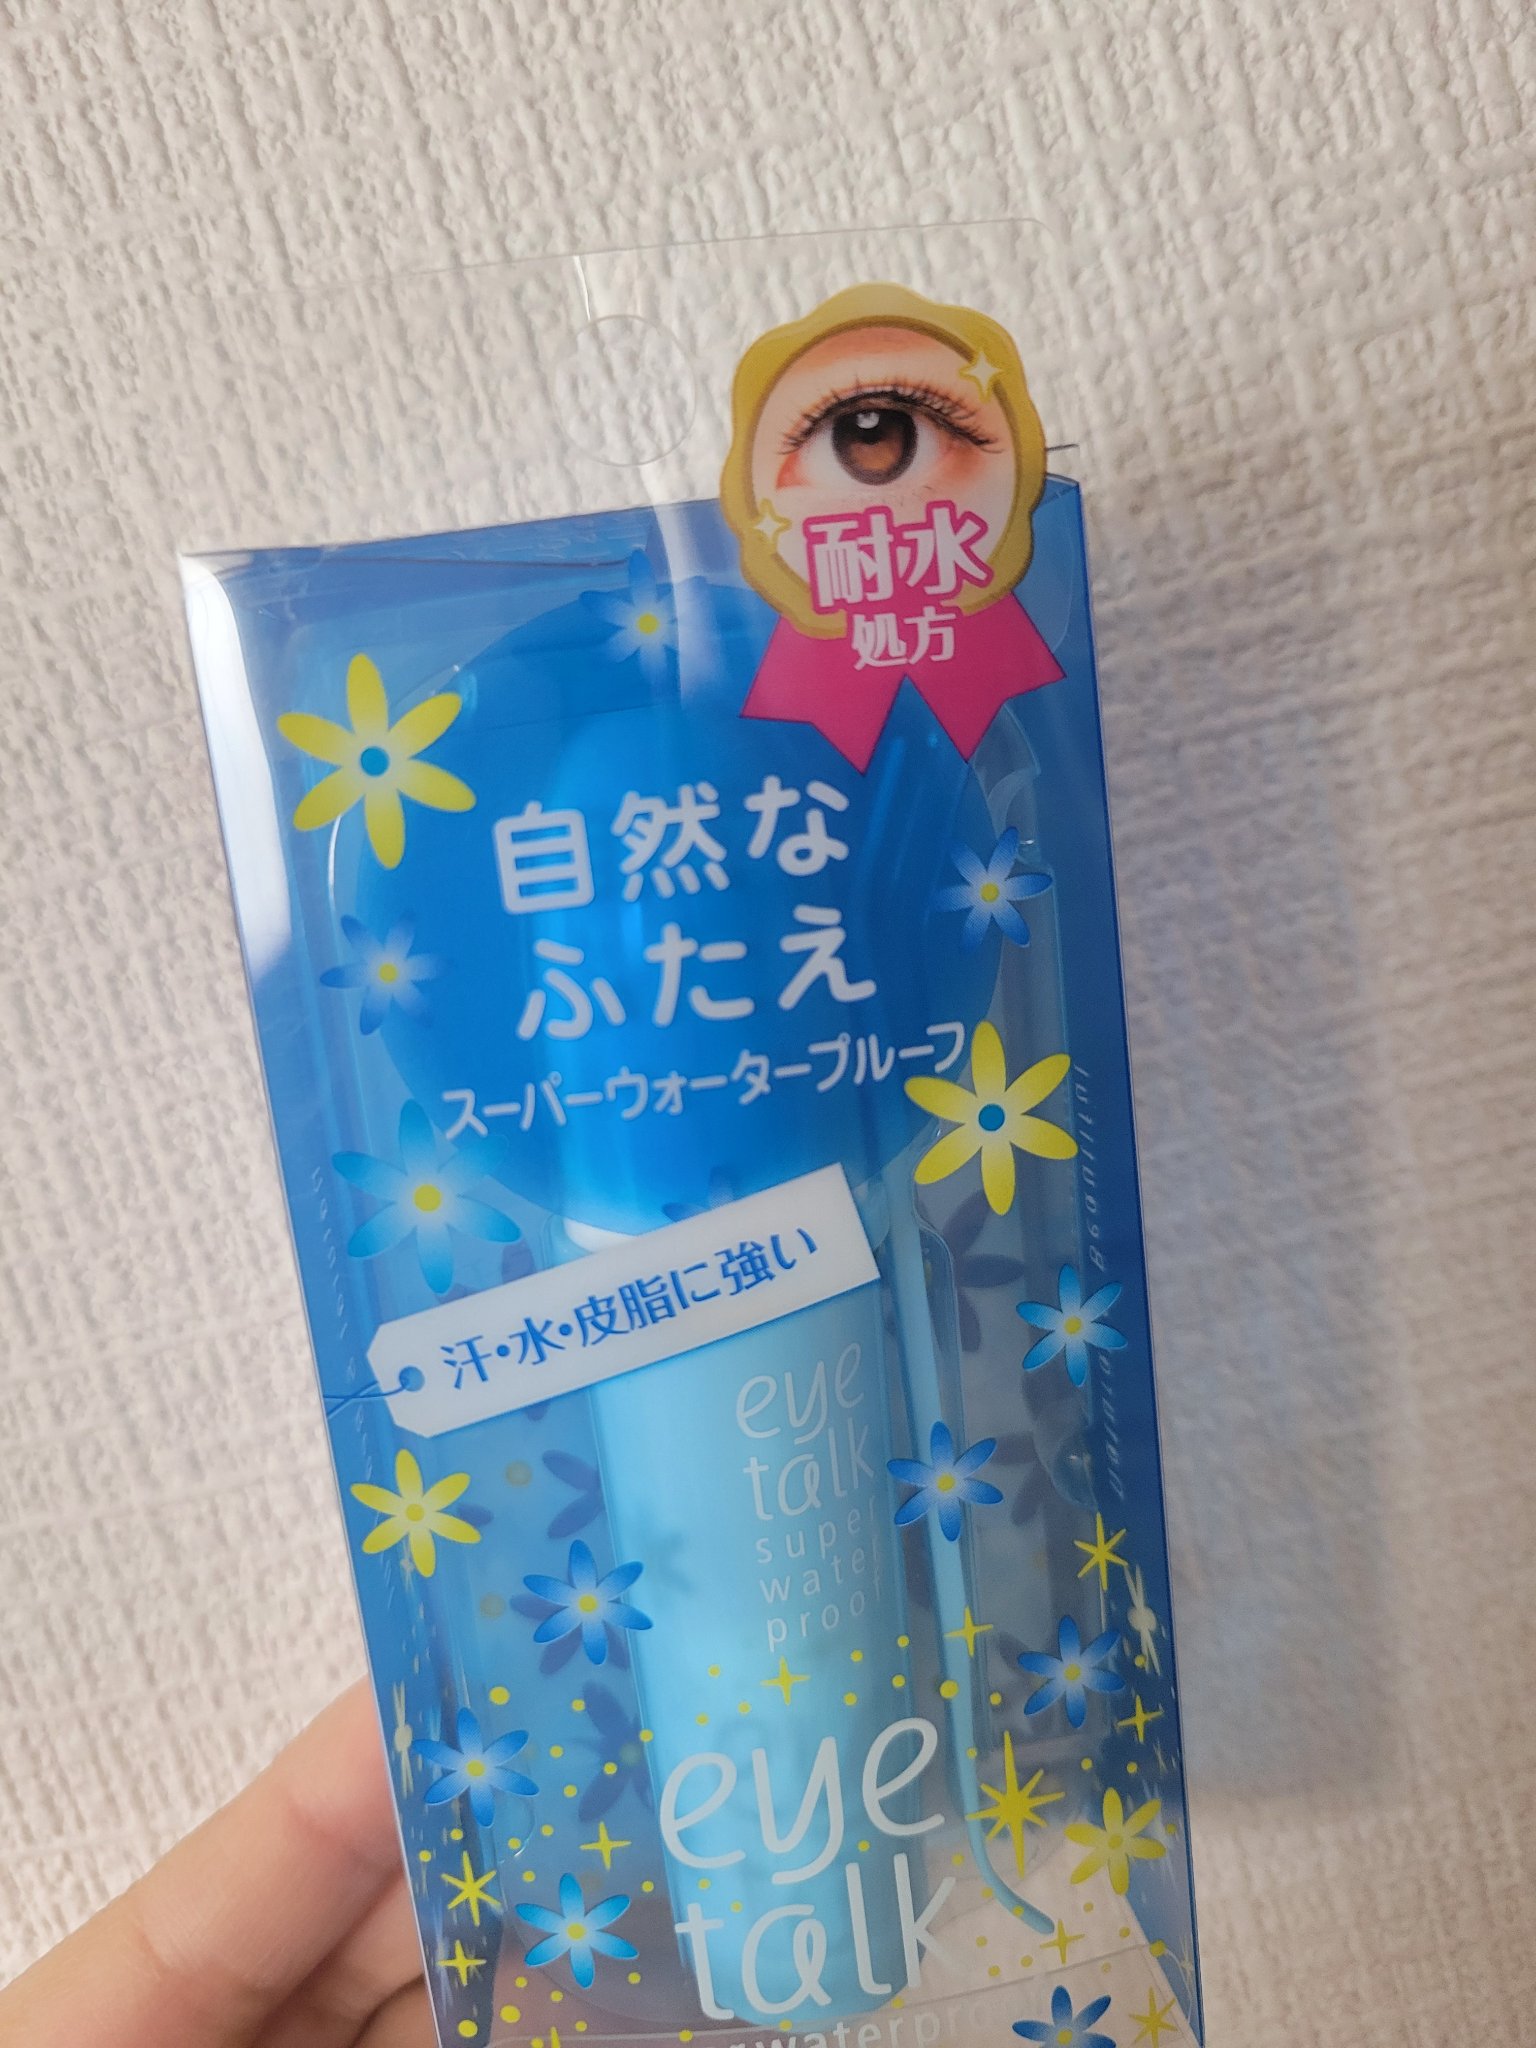 耐水
処方
自然な
ふたえ
スーパーウォータープルーフ
汗・水・皮脂に強い
eye
talk
super
water
proof
eye
talk